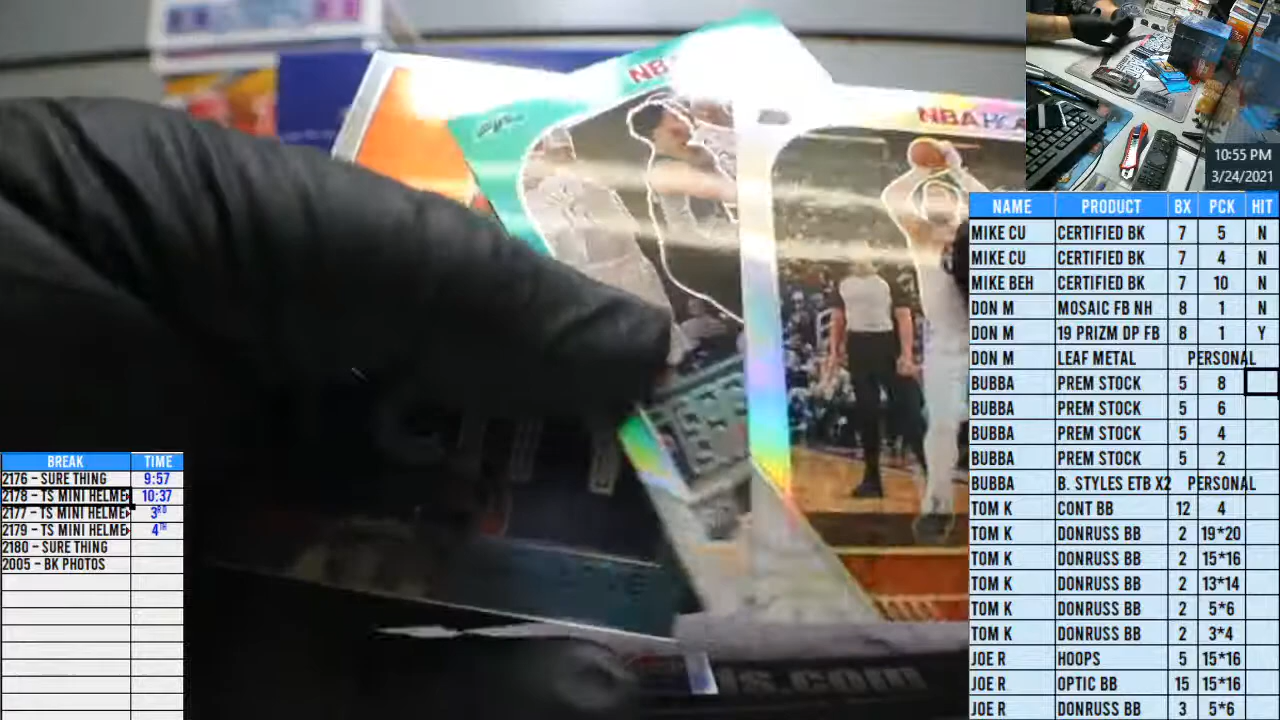 NBA
NBA HOO
10:55 PM
3/24/2021
NAME PRODUCT BX PCK HIT
MIKE CU CERTIFIED BK 7 5 N
MIKE CU CERTIFIED BK 7 4 N
MIKE BEH CERTIFIED BK 7 10 N
DON M MOSAIC FB NH 8 1 N
DON M 19 PRIZM DP FB 8 1 Y
DON M LEAF METAL PERSONAL
BUBBA PREM STOCK 5 8
BUBBA PREM STOCK 5 6
BUBBA PREM STOCK 5 4
BUBBA PREM STOCK 5 2
BUBBA B. STYLES ETB X2 PERSONAL
TOM K CONT BB 12 4
TOM K DONRUSS BB 2 19*20
TOM K DONRUSS BB 2 15*16
TOM K DONRUSS BB 2 13*14
TOM K DONRUSS BB 2 5*6
TOM K DONRUSS BB 2 3*4
JOE R HOOPS 5 15*16
JOE R OPTIC BB 15 15*16
JOE R DONRUSS BB 3 5*6
BREAK TIME
2176 – SURE THING 9:57
2178 – TS MINI HELME 10:37
2177 – TS MINI HELME 3RD
2179 – TS MINI HELME 4TH
2180 – SURE THING
2005 – BK PHOTOS
ls.com